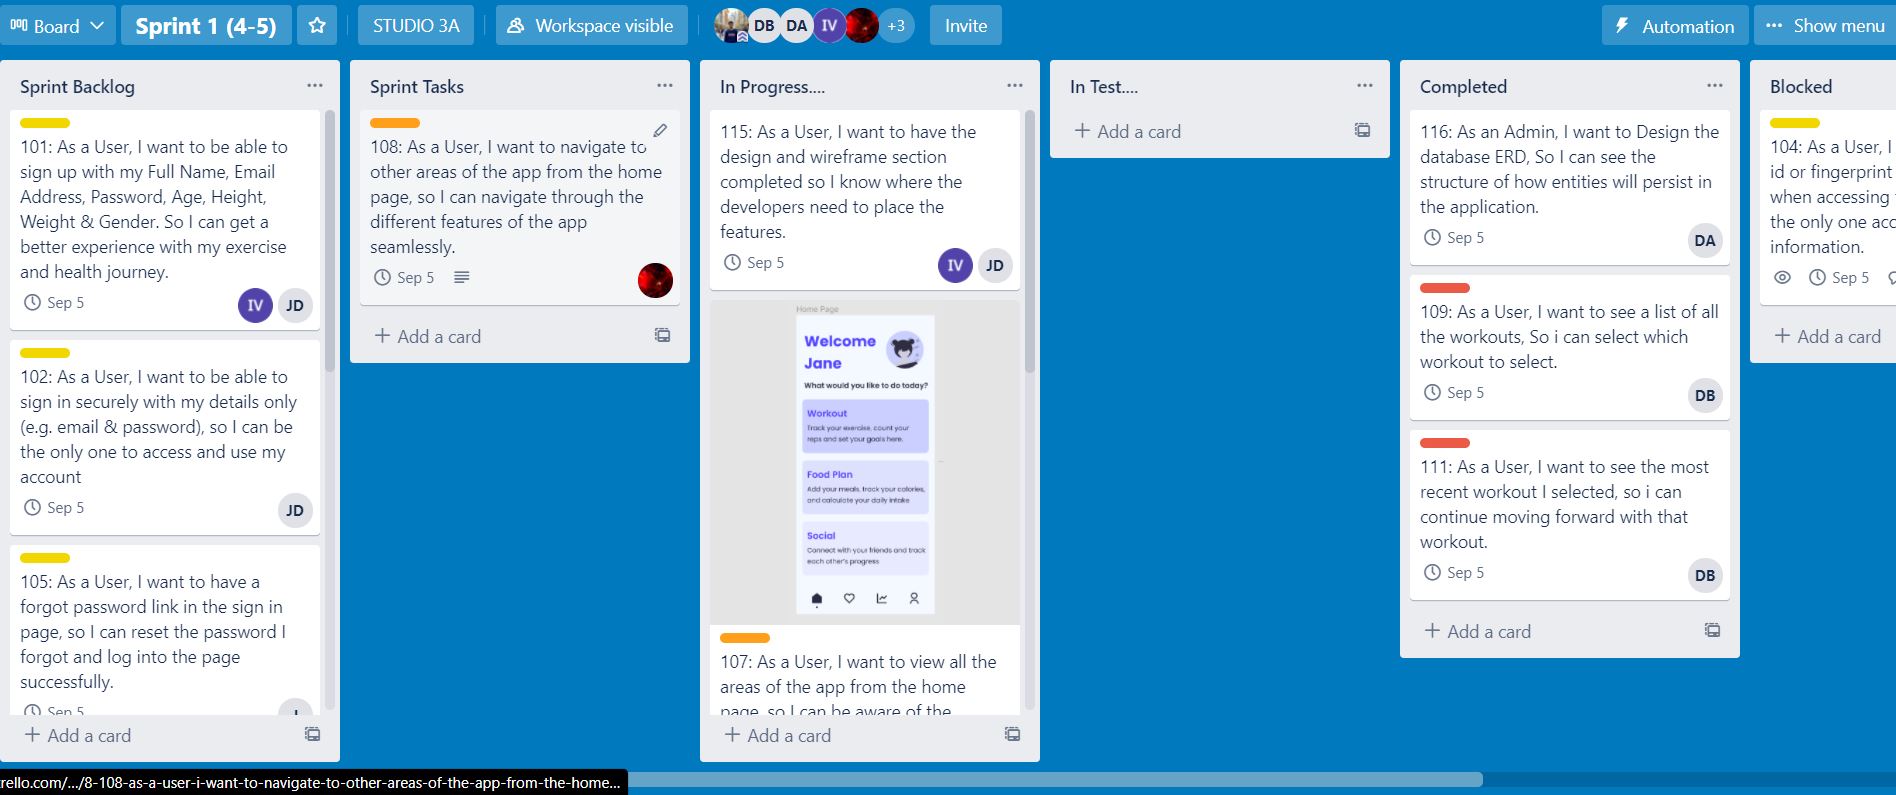 Board
Sprint 1 (4-5)
STUDIO 3A
Workspace visible
DB
DA
IV
+3
Invite
Automation
Show menu
Sprint Backlog
101: As a User, I want to be able to
sign up with my Full Name, Email
Address, Password, Age, Height,
Weight & Gender. So I can get a
better experience with my exercise
and health journey.
Sep 5
IV
JD
102: As a User, I want to be able to
sign in securely with my details only
(e.g. email & password), so I can be
the only one to access and use my
account
Sep 5
JD
105: As a User, I want to have a
forgot password link in the sign in
page, so I can reset the password I
forgot and log into the page
successfully.
Sep 5
+ Add a card
Sprint Tasks
108: As a User, I want to navigate to
other areas of the app from the home
page, so I can navigate through the
different features of the app
seamlessly.
Sep 5
+ Add a card
In Progress....
115: As a User, I want to have the
design and wireframe section
completed so I know where the
developers need to place the
features.
Sep 5
IV
JD
Home Page
Welcome
Jane
What would you like to do today?
Workout
Track your exercise, count your
reps and set your goals here.
Food Plan
Add your meals, track your calories,
and calculate your daily intake
Social
Connect with your friends and track
each other's progress
107: As a User, I want to view all the
areas of the app from the home
page, so I can be aware of the
+ Add a card
In Test....
+ Add a card
Completed
116: As an Admin, I want to Design the
database ERD, So I can see the
structure of how entities will persist in
the application.
Sep 5
DA
109: As a User, I want to see a list of all
the workouts, So i can select which
workout to select.
Sep 5
DB
111: As a User, I want to see the most
recent workout I selected, so i can
continue moving forward with that
workout.
Sep 5
DB
+ Add a card
Blocked
104: As a User, I
id or fingerprint
when accessing
the only one acc
information.
Sep 5
+ Add a card
rello.com/.../8-108-as-a-user-i-want-to-navigate-to-other-areas-of-the-app-from-the-home...